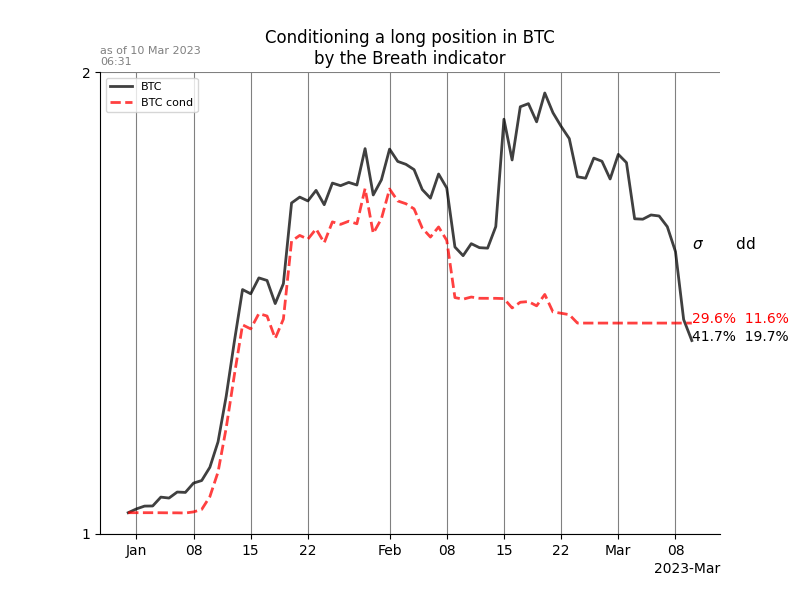 Conditioning a long position in BTC
by the Breath indicator
as of 10 Mar 2023
06:31
2
BTC
BTC cond
σ dd
29.6% 11.6%
41.7% 19.7%
1
Jan 08 15 22 Feb 08 15 22 Mar 08
2023-Mar